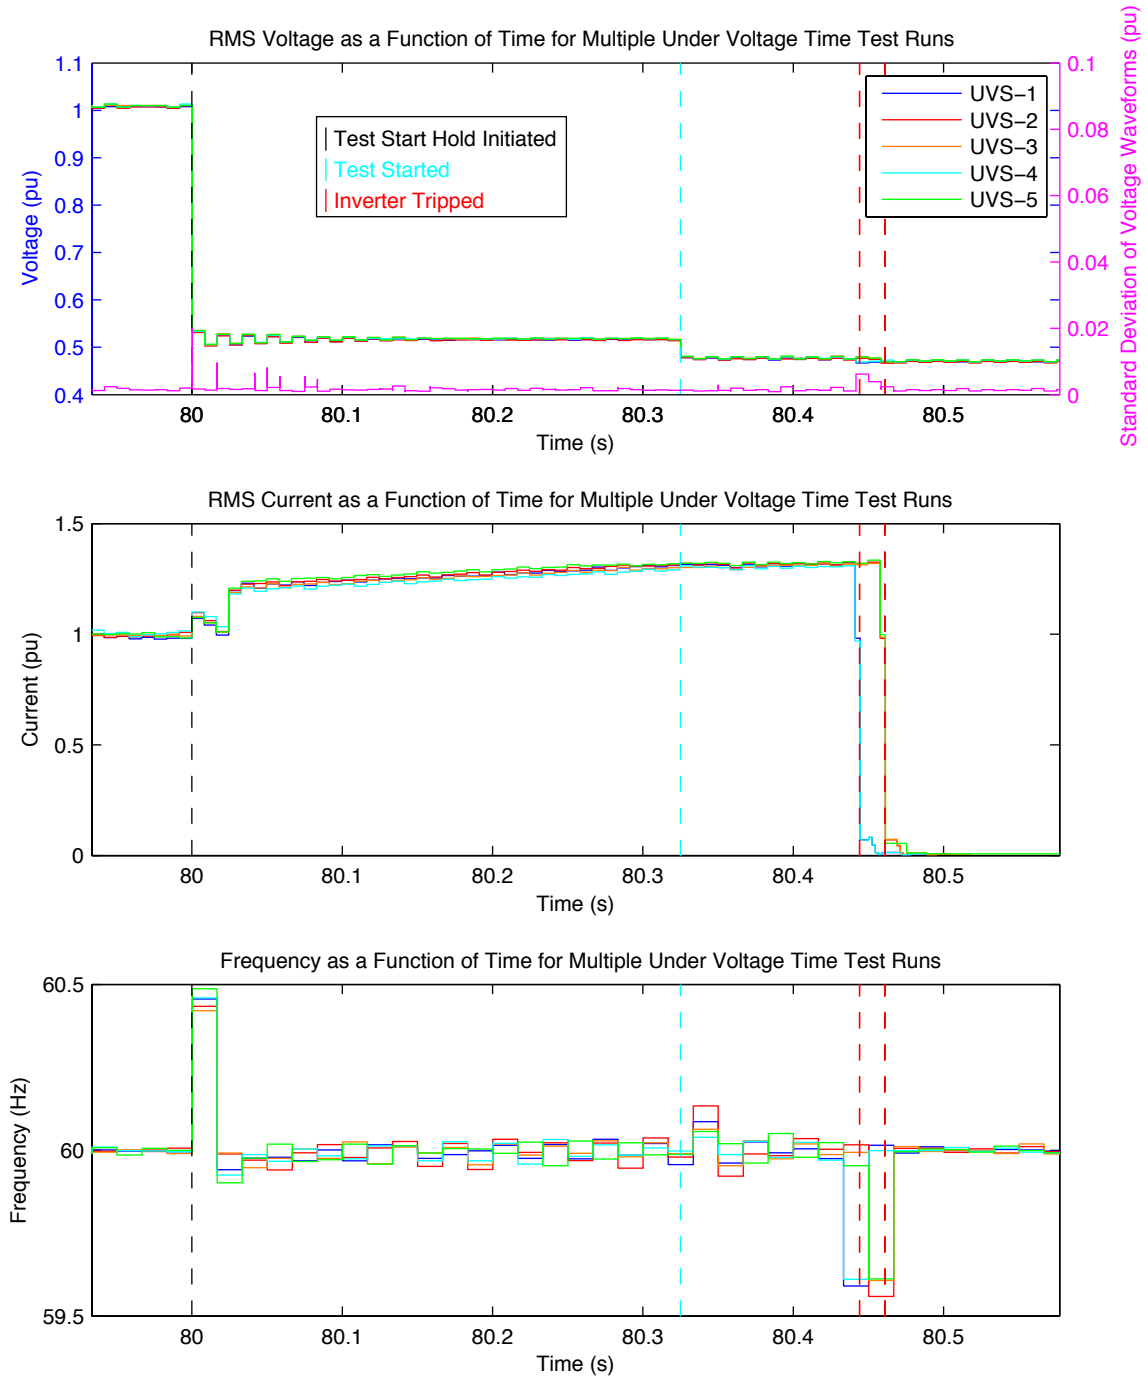 RMS Voltage as a Function of Time for Multiple Under Voltage Time Test Runs
1.1
1
0.9
0.8
0.7
0.6
0.5
0.4
Voltage (pu)
0.1
0.08
0.06
0.04
0.02
0
Standard Deviation of Voltage Waveforms (pu)
Test Start Hold Initiated
Test Started
Inverter Tripped
UVS−1
UVS−2
UVS−3
UVS−4
UVS−5
80
80.1
80.2
80.3
80.4
80.5
Time (s)
RMS Current as a Function of Time for Multiple Under Voltage Time Test Runs
1.5
1
0.5
0
Current (pu)
80
80.1
80.2
80.3
80.4
80.5
Time (s)
Frequency as a Function of Time for Multiple Under Voltage Time Test Runs
60.5
60
59.5
Frequency (Hz)
80
80.1
80.2
80.3
80.4
80.5
Time (s)